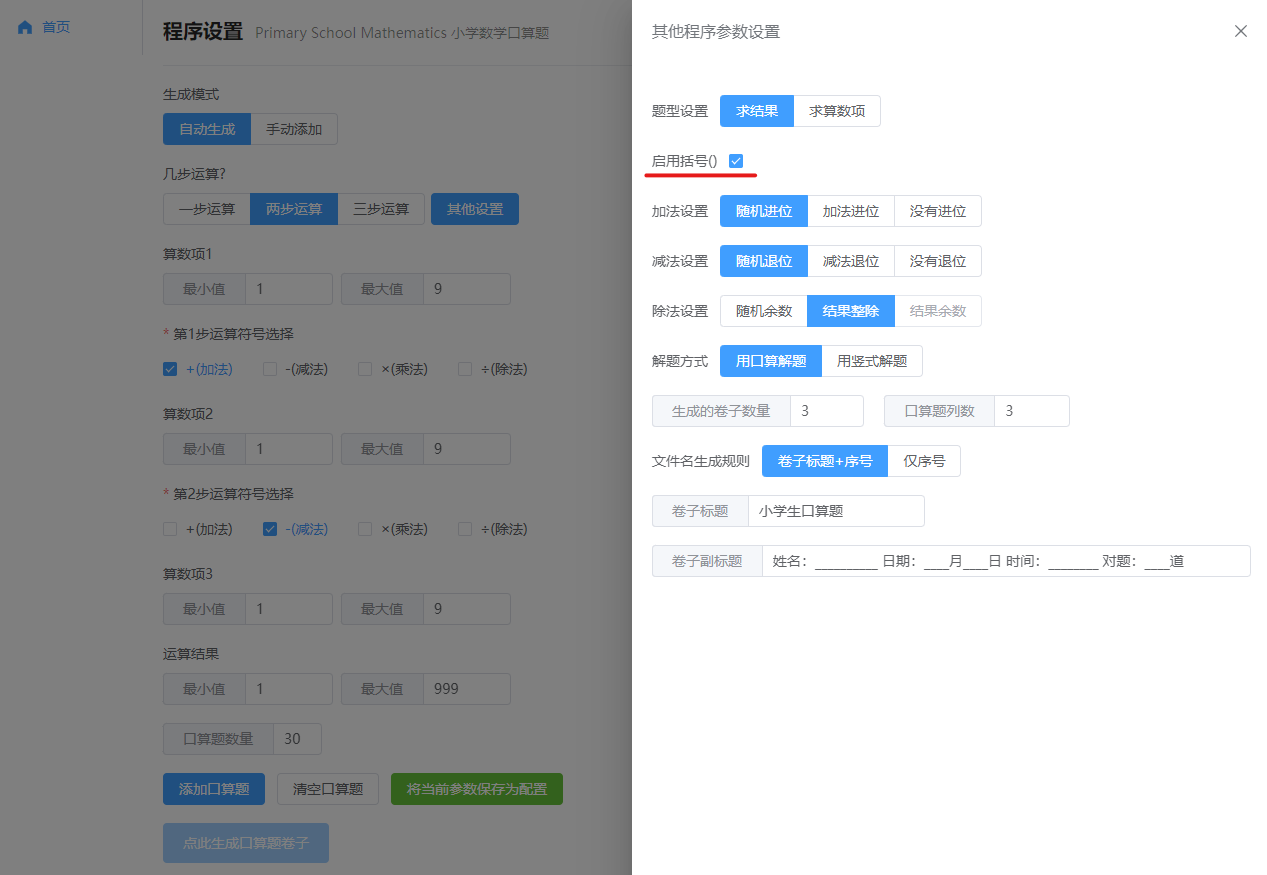 首页
程序设置 Primary School Mathematics 小学数学口算题
生成模式
自动生成 手动添加
几步运算?
一步运算 两步运算 三步运算 其他设置
算数项1
最小值 1 最大值 9
* 第1步运算符号选择
+(加法) -(减法) ×(乘法) ÷(除法)
算数项2
最小值 1 最大值 9
* 第2步运算符号选择
+(加法) -(减法) ×(乘法) ÷(除法)
算数项3
最小值 1 最大值 9
运算结果
最小值 1 最大值 999
口算题数量 30
添加口算题 清空口算题 将当前参数保存为配置
点此生成口算题卷子
其他程序参数设置
题型设置 求结果 求算数项
启用括号()
加法设置 随机进位 加法进位 没有进位
减法设置 随机退位 减法退位 没有退位
除法设置 随机余数 结果整除 结果余数
解题方式 用口算解题 用竖式解题
生成的卷子数量 3 口算题列数 3
文件名生成规则 卷子标题+序号 仅序号
卷子标题 小学生口算题
卷子副标题 姓名：__________ 日期：____月____日 时间：________ 对题：____道